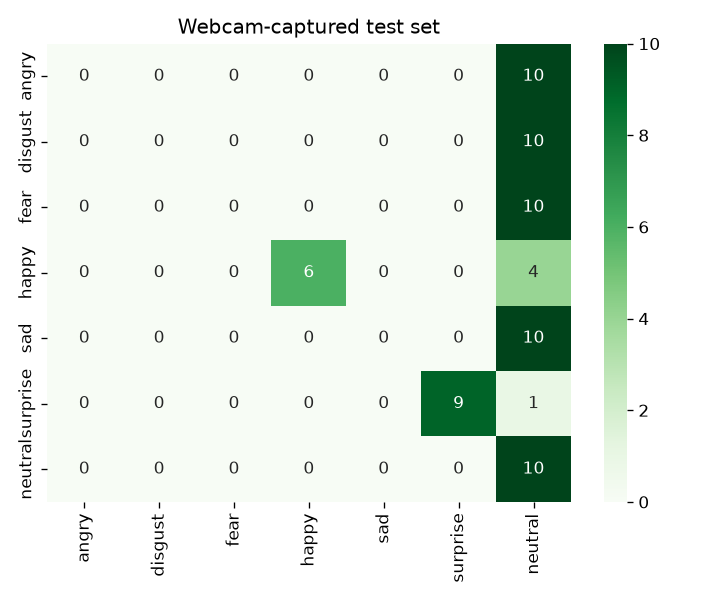 Webcam-captured test set
angry 0 0 0 0 0 0 10
disgust 0 0 0 0 0 0 10
fear 0 0 0 0 0 0 10
happy 0 0 0 6 0 0 4
sad 0 0 0 0 0 0 10
surprise 0 0 0 0 0 9 1
neutral 0 0 0 0 0 0 10
angry disgust fear happy sad surprise neutral
10
8
6
4
2
0